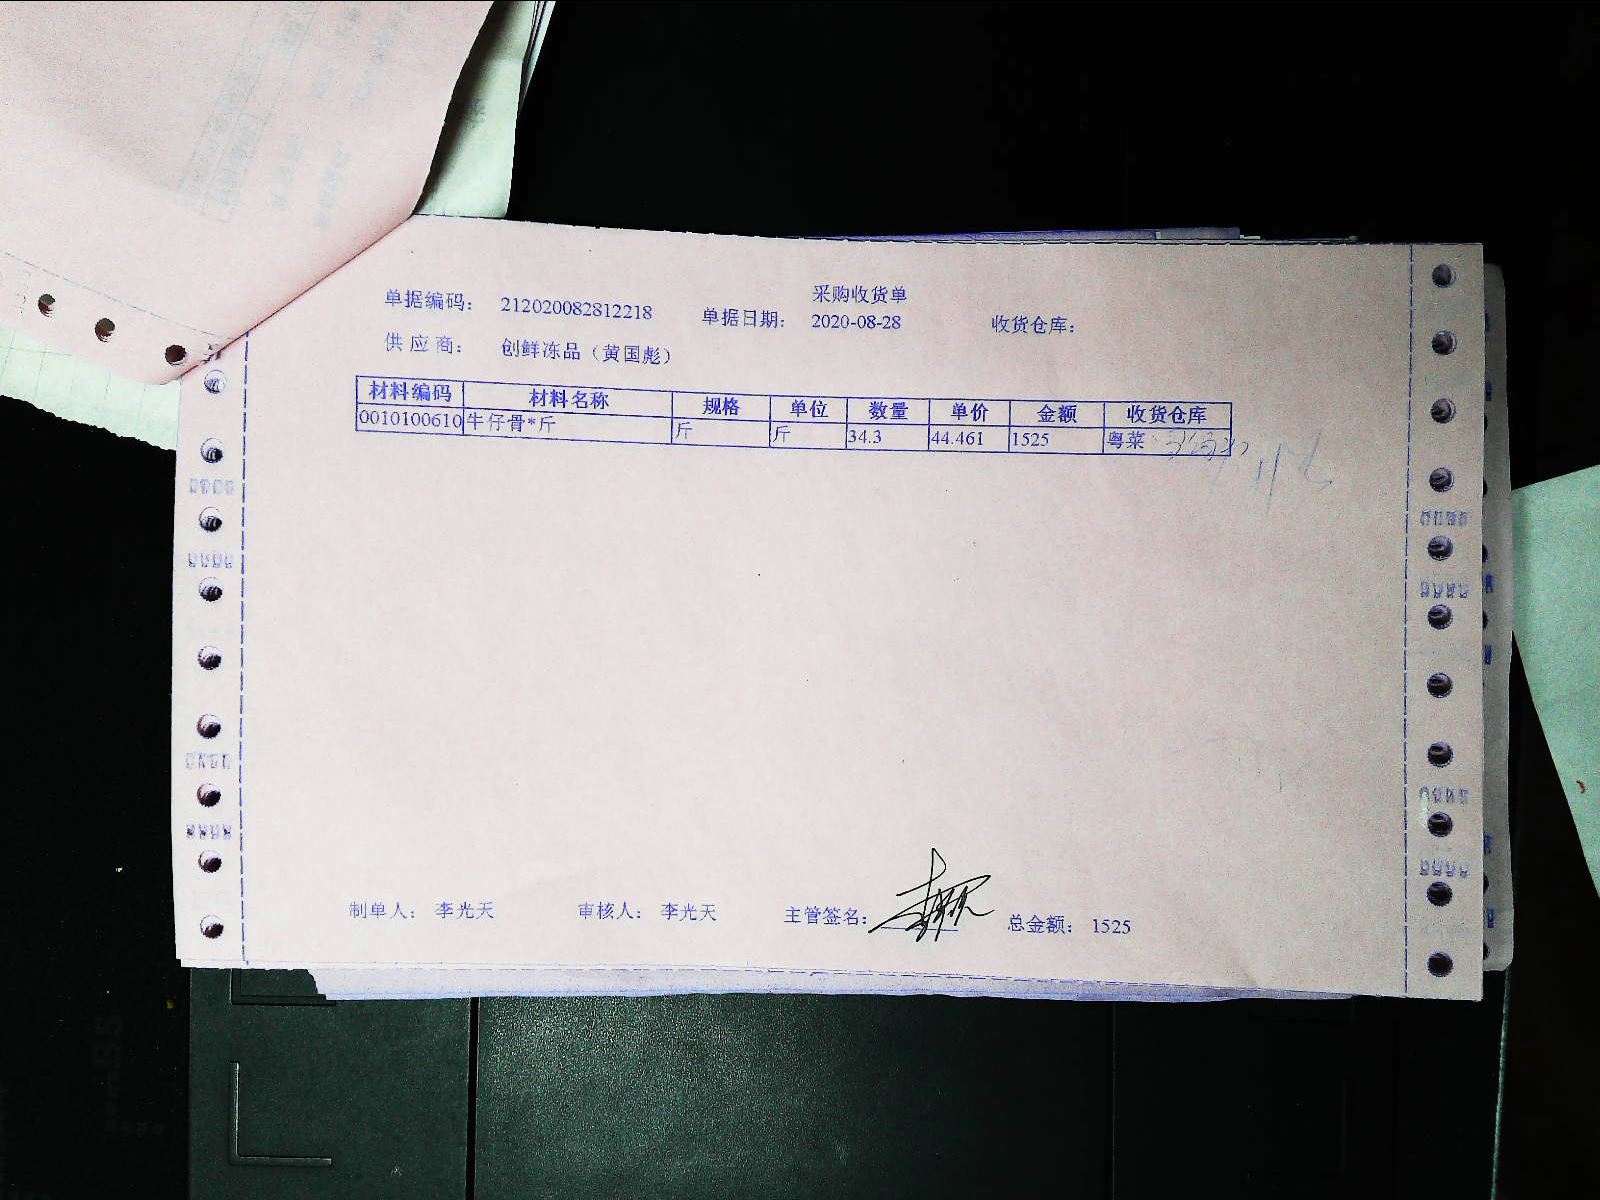 采购收货单
单据编码： 212020082812218 单据日期： 2020-08-28 收货仓库：
供应商： 创鲜冻品（黄国彪）
材料编码 材料名称 规格 单位 数量 单价 金额 收货仓库
0010100610 牛仔骨*斤 斤 斤 34.3 44.461 1525 粤菜
制单人： 李光天 审核人： 李光天 主管签名： 总金额： 1525